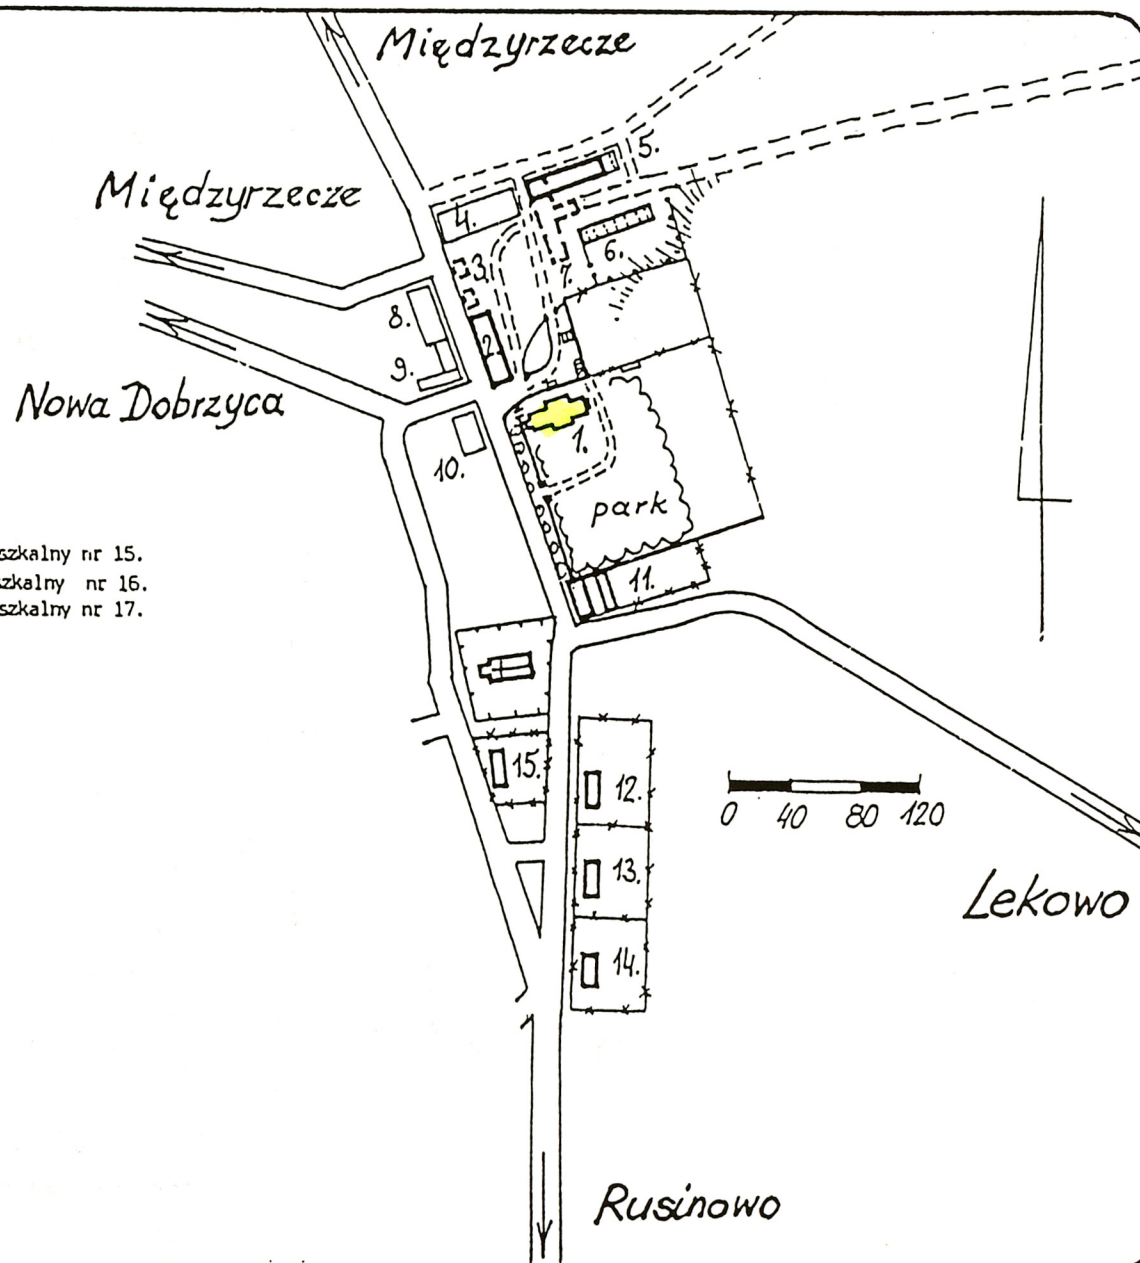 Międzyrzecze
Międzyrzecze
5.
4.
6.
3.
7.
8.
2
9.
Nowa Dobrzyca
1.
10.
park
szkalny nr 15.
szkalny nr 16.
szkalny nr 17.
11.
15.
12.
0 40 80 120
13.
Lekowo
14.
Rusinowo